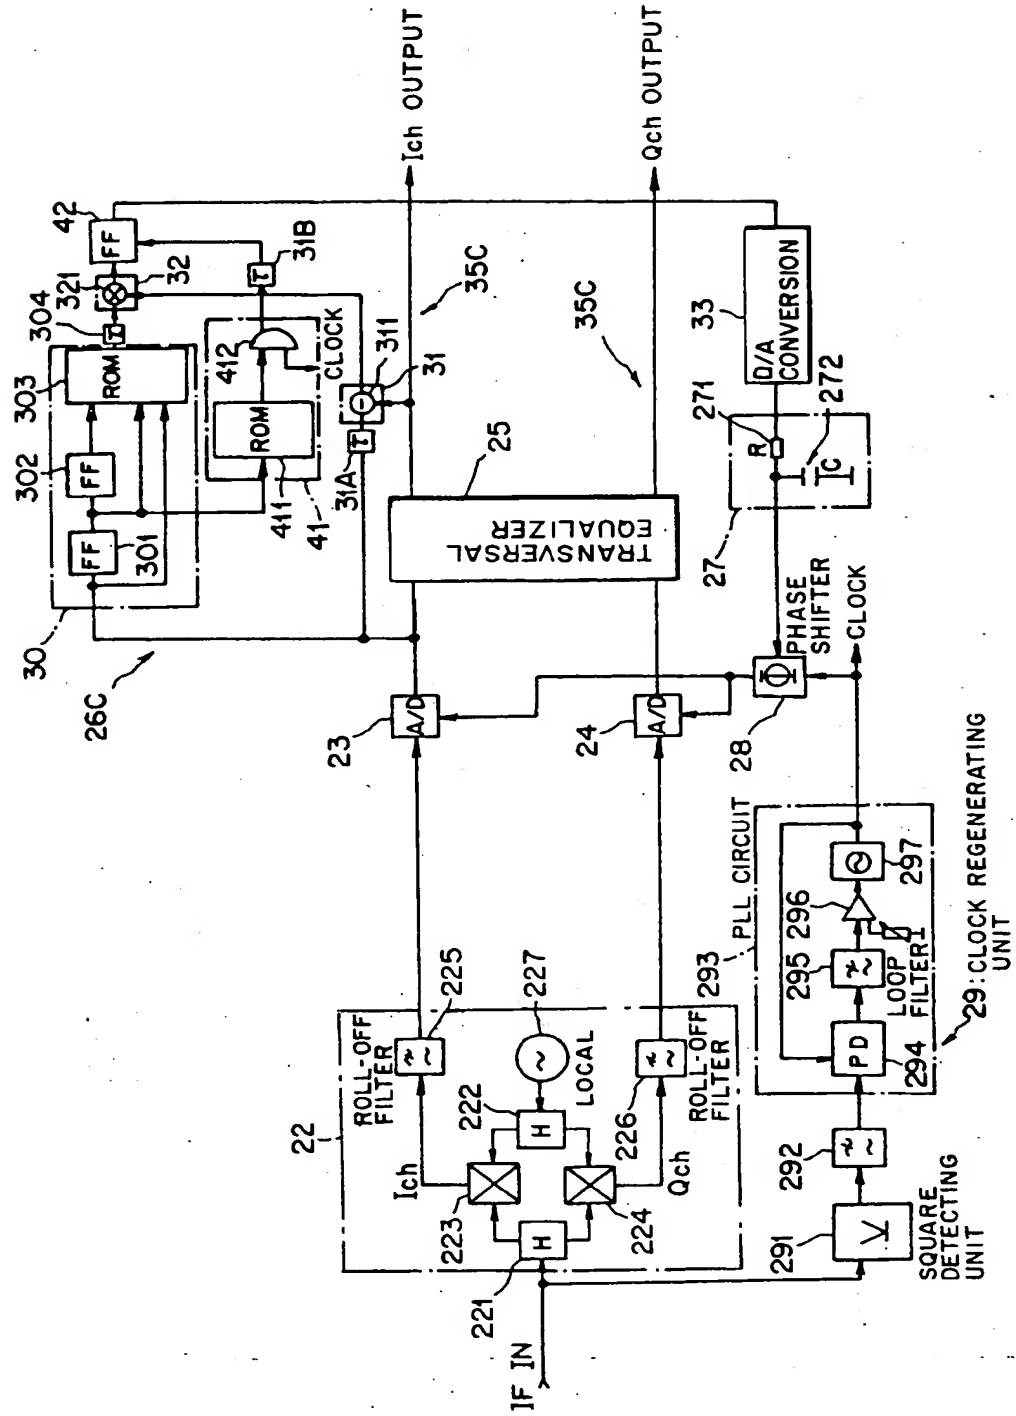 IF IN
221
H
223
224
Ich
Qch
222
H
LOCAL
227
22
ROLL-OFF
FILTER
225
226
ROLL-OFF
FILTER
SQUARE
DETECTING
UNIT
291
292
293
PLL CIRCUIT
294
PD
295
LOOP
FILTER
296
297
29:CLOCK REGENERATING
UNIT
CLOCK
28
PHASE
SHIFTER
23
A/D
24
A/D
26C
30
301
FF
302
FF
303
ROM
304
τ
321
32
42
FF
41
411
ROM
412
CLOCK
31B
τ
31A
τ
311
31
25
TRANSVERSAL
EQUALIZER
35C
Ich OUTPUT
35C
Qch OUTPUT
27
R
271
C
272
33
D/A
CONVERSION